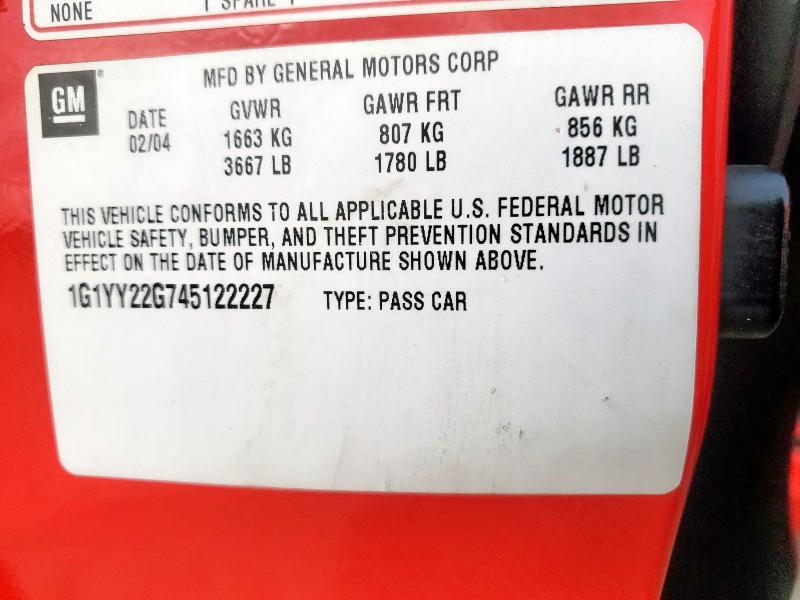 NONE
1 SPARE
GM
MFD BY GENERAL MOTORS CORP
DATE GVWR GAWR FRT GAWR RR
02/04 1663 KG 807 KG 856 KG
3667 LB 1780 LB 1887 LB
THIS VEHICLE CONFORMS TO ALL APPLICABLE U.S. FEDERAL MOTOR
VEHICLE SAFETY, BUMPER, AND THEFT PREVENTION STANDARDS IN
EFFECT ON THE DATE OF MANUFACTURE SHOWN ABOVE.
1G1YY22G745122227 TYPE: PASS CAR